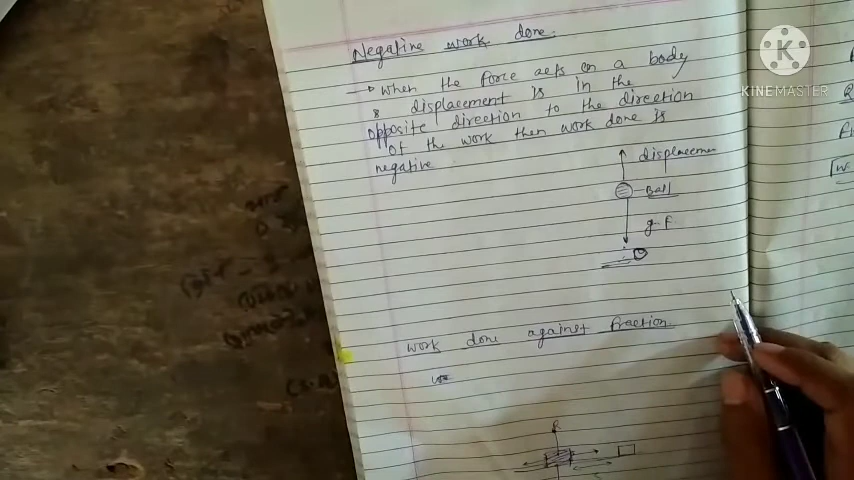 Negative work done.
→ when the force acts on a body
& displacement is in the
opposite direction to the direction
of the work then work done is
negative
displacemen
Ball
g.f
work done against fraction
R
KINEMASTER